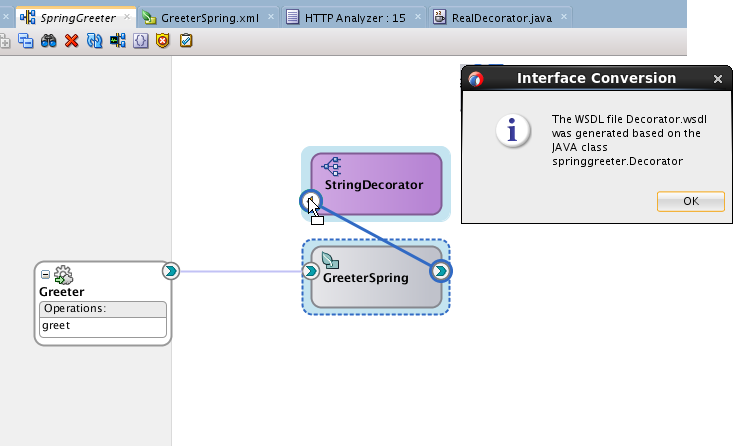 SpringGreeter
GreeterSpring.xml
HTTP Analyzer : 15
RealDecorator.java
Interface Conversion
The WSDL file Decorator.wsdl
was generated based on the
JAVA class
springgreeter.Decorator
OK
StringDecorator
GreeterSpring
Greeter
Operations:
greet